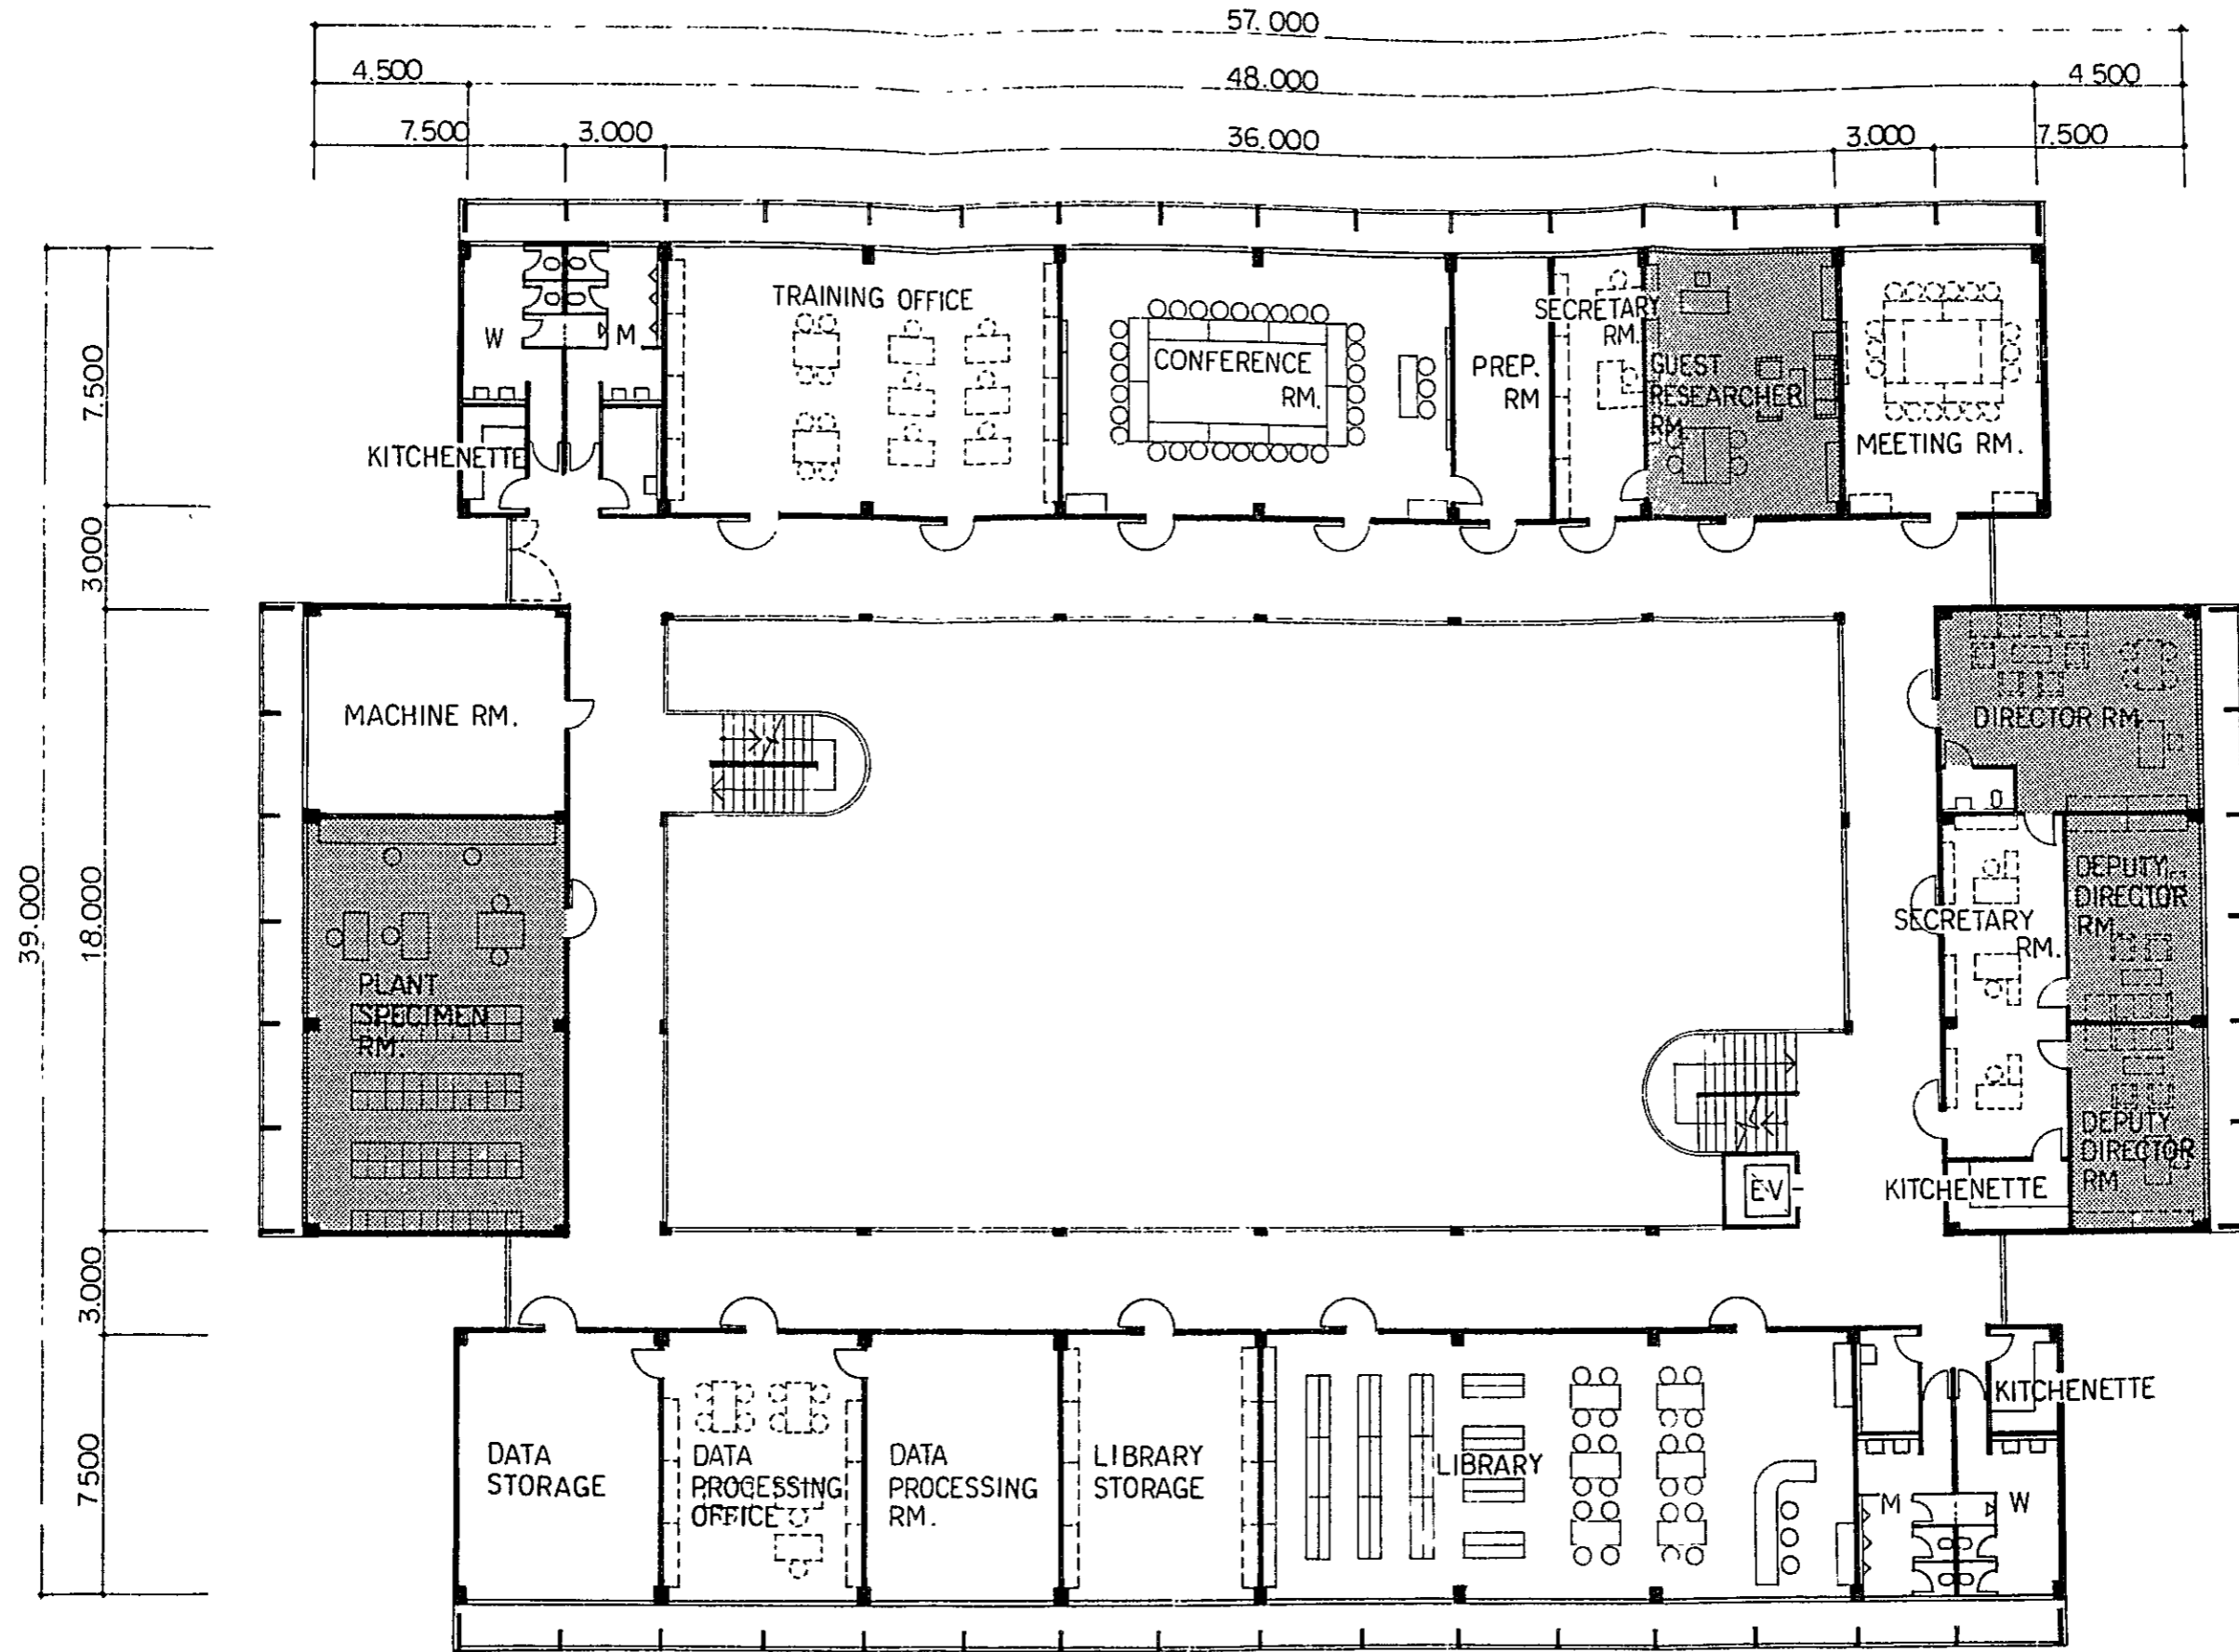 57.000
4.500
48.000
4.500
7.500
3.000
36.000
3.000
7.500
39.000
7.500
3.000
18.000
3.000
7.500
W
M
KITCHENETTE
TRAINING OFFICE
CONFERENCE
RM.
PREP.
RM
SECRETARY
RM.
GUEST
RESEARCHER
RM.
MEETING RM.
MACHINE RM.
DIRECTOR RM.
PLANT
SPECIMEN
RM.
SECRETARY
RM.
DEPUTY
DIRECTOR
RM.
DEPUTY
DIRECTOR
RM.
EV
KITCHENETTE
DATA
STORAGE
DATA
PROCESSING
OFFICE
DATA
PROCESSING
RM.
LIBRARY
STORAGE
LIBRARY
KITCHENETTE
M
W